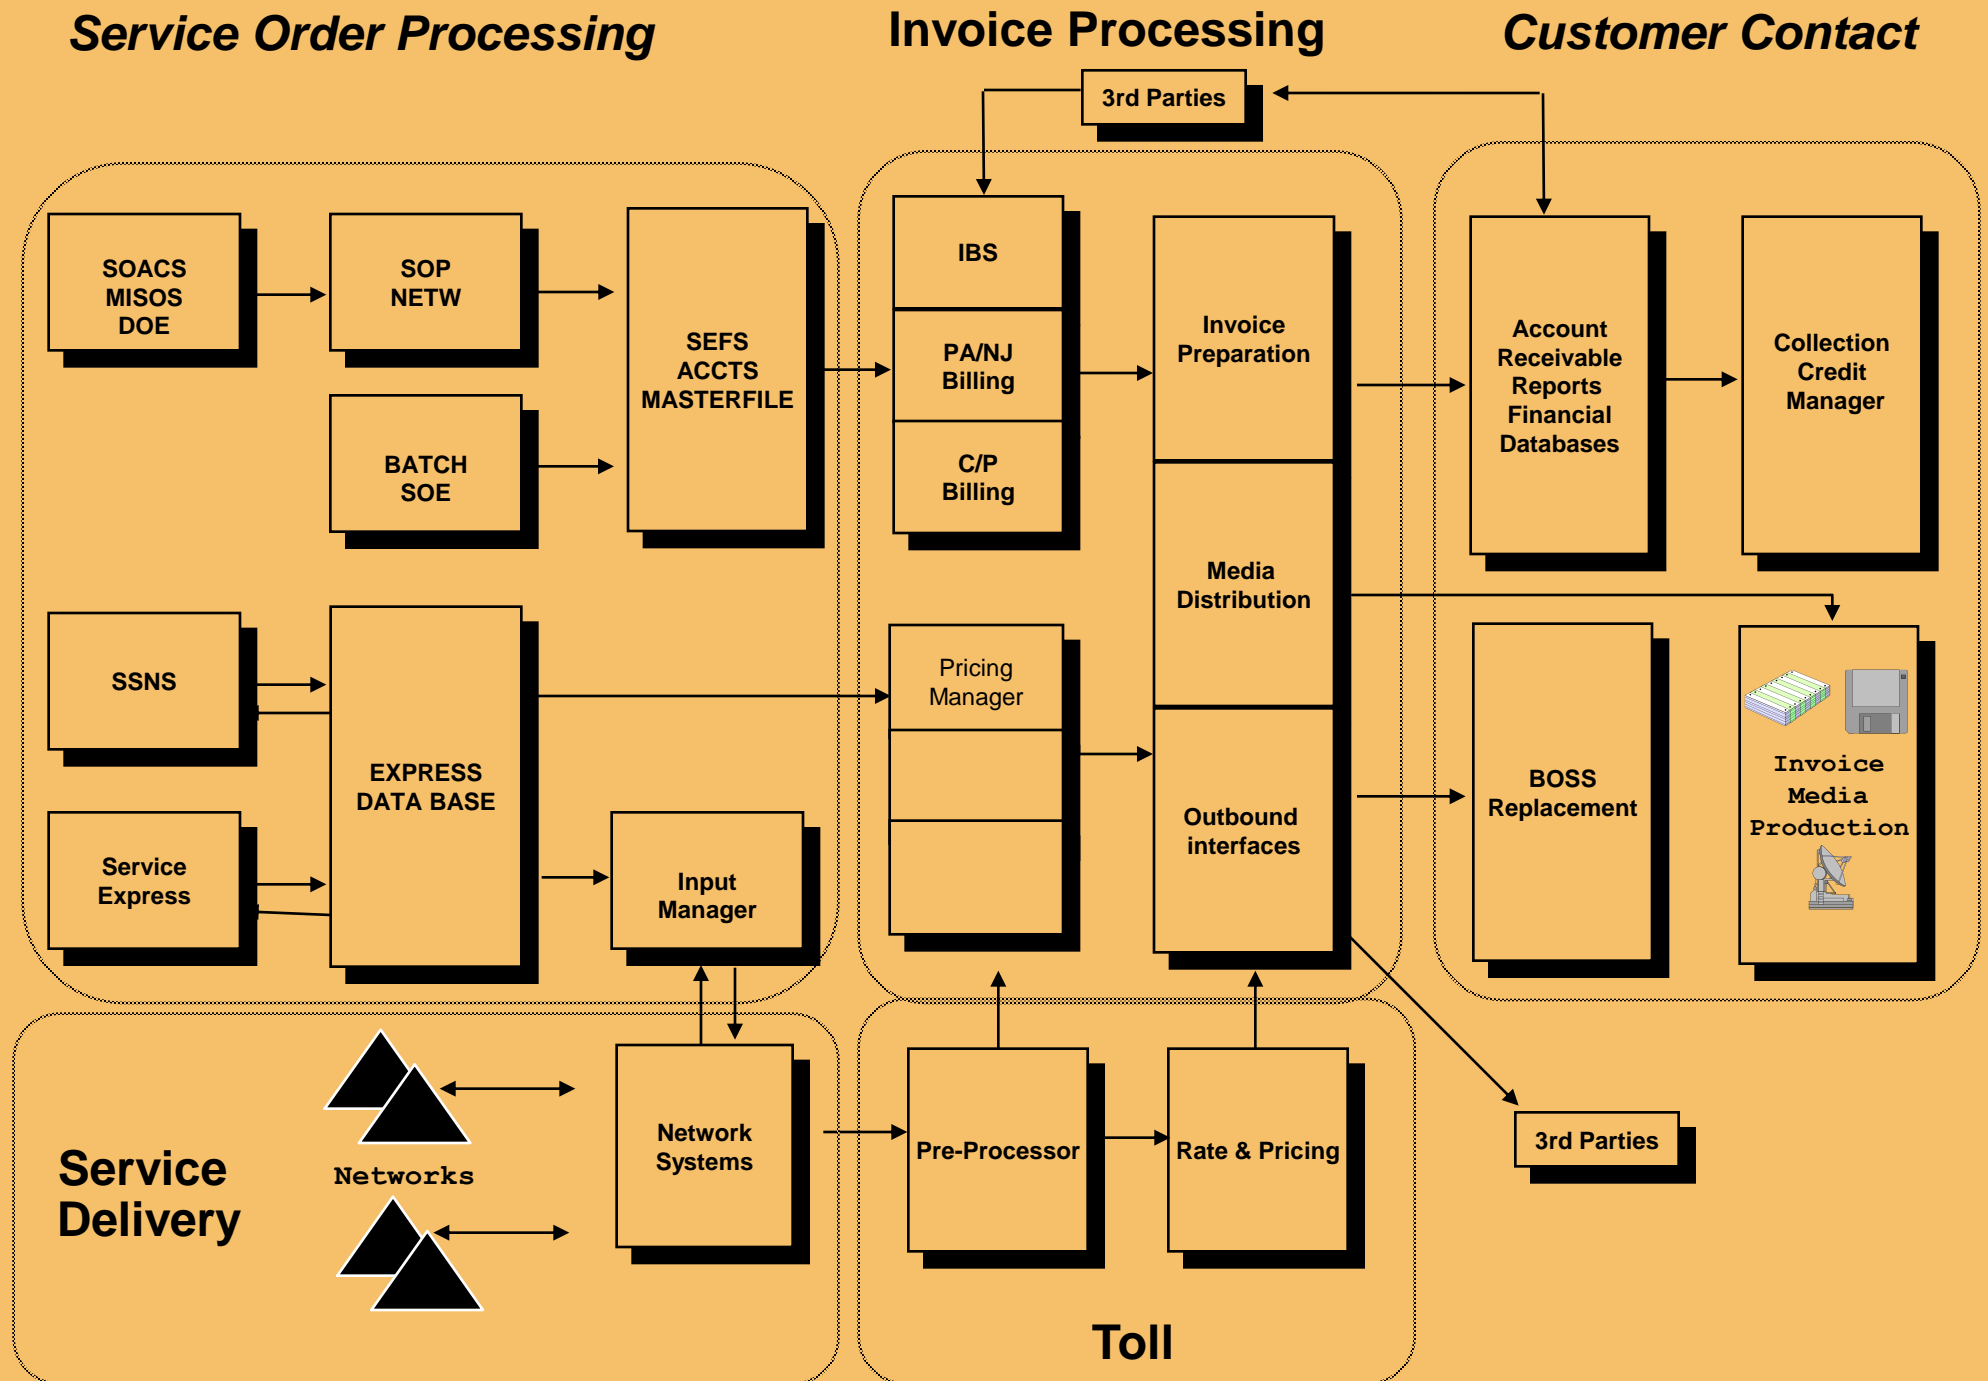 Service Order Processing
Invoice Processing
Customer Contact
3rd Parties
SOACS
MISOS
DOE
SOP
NETW
BATCH
SOE
SEFS
ACCTS
MASTERFILE
IBS
PA/NJ
Billing
C/P
Billing
Invoice
Preparation
Media
Distribution
Outbound
interfaces
Account
Receivable
Reports
Financial
Databases
Collection
Credit
Manager
SSNS
Service
Express
EXPRESS
DATA BASE
Input
Manager
Pricing
Manager
BOSS
Replacement
Invoice
Media
Production
Service
Delivery
Networks
Network
Systems
Pre-Processor
Rate & Pricing
3rd Parties
Toll